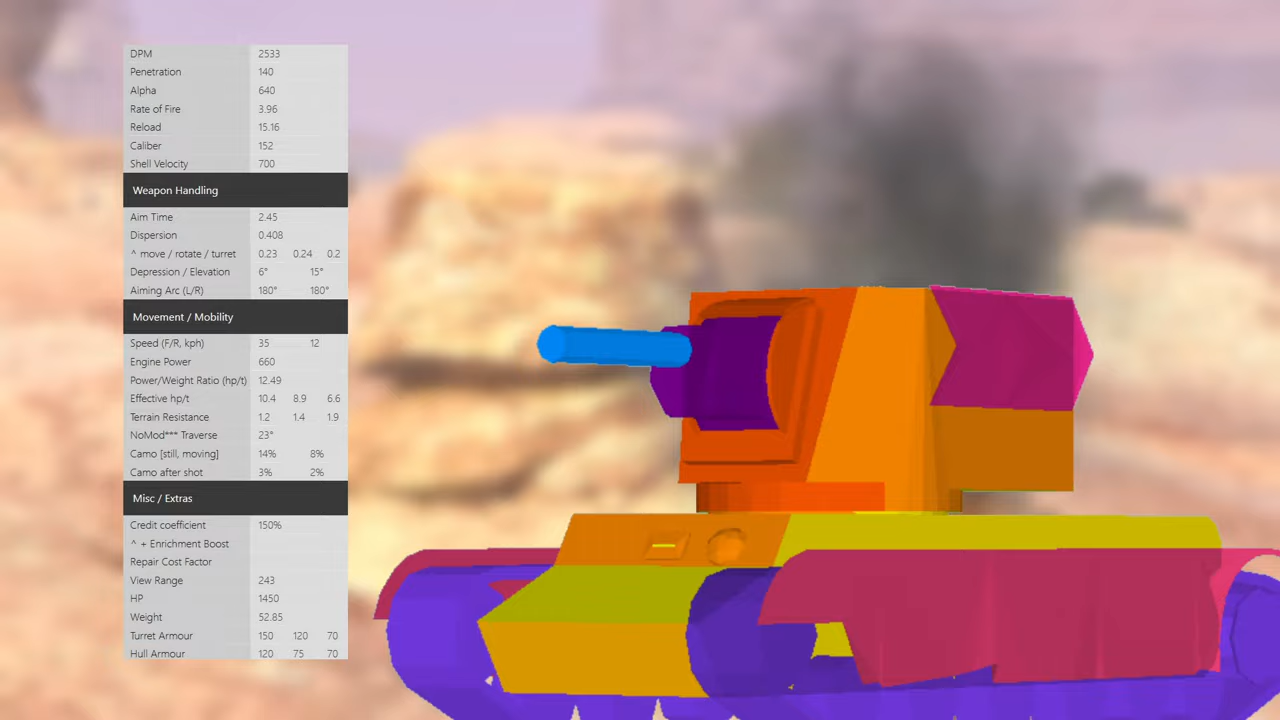 DPM 2533
Penetration 140
Alpha 640
Rate of Fire 3.96
Reload 15.16
Caliber 152
Shell Velocity 700
Weapon Handling
Aim Time 2.45
Dispersion 0.408
^ move / rotate / turret 0.23 0.24 0.2
Depression / Elevation 6° 15°
Aiming Arc (L/R) 180° 180°
Movement / Mobility
Speed (F/R, kph) 35 12
Engine Power 660
Power/Weight Ratio (hp/t) 12.49
Effective hp/t 10.4 8.9 6.6
Terrain Resistance 1.2 1.4 1.9
NoMod*** Traverse 23°
Camo [still, moving] 14% 8%
Camo after shot 3% 2%
Misc / Extras
Credit coefficient 150%
^ + Enrichment Boost
Repair Cost Factor
View Range 243
HP 1450
Weight 52.85
Turret Armour 150 120 70
Hull Armour 120 75 70